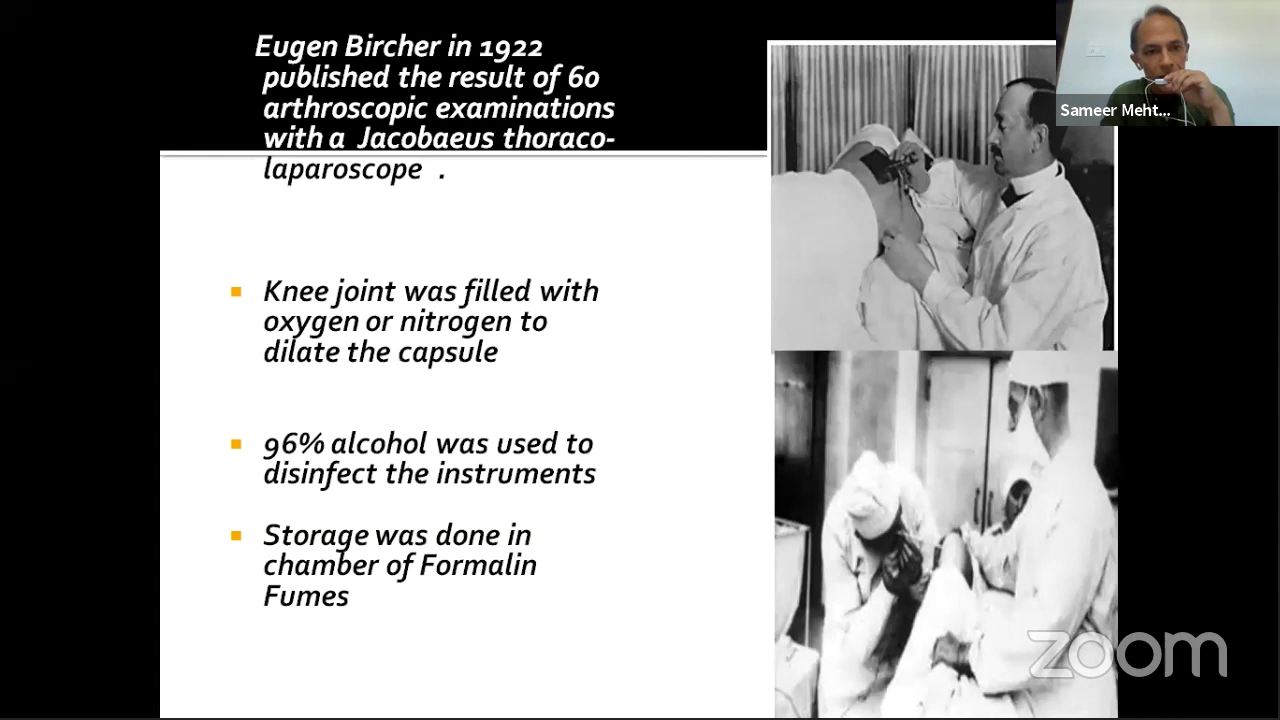 Eugen Bircher in 1922
published the result of 60
arthroscopic examinations
with a Jacobaeus thoraco-
laparoscope .
Knee joint was filled with
oxygen or nitrogen to
dilate the capsule
96% alcohol was used to
disinfect the instruments
Storage was done in
chamber of Formalin
Fumes
Sameer Meht...
zoom